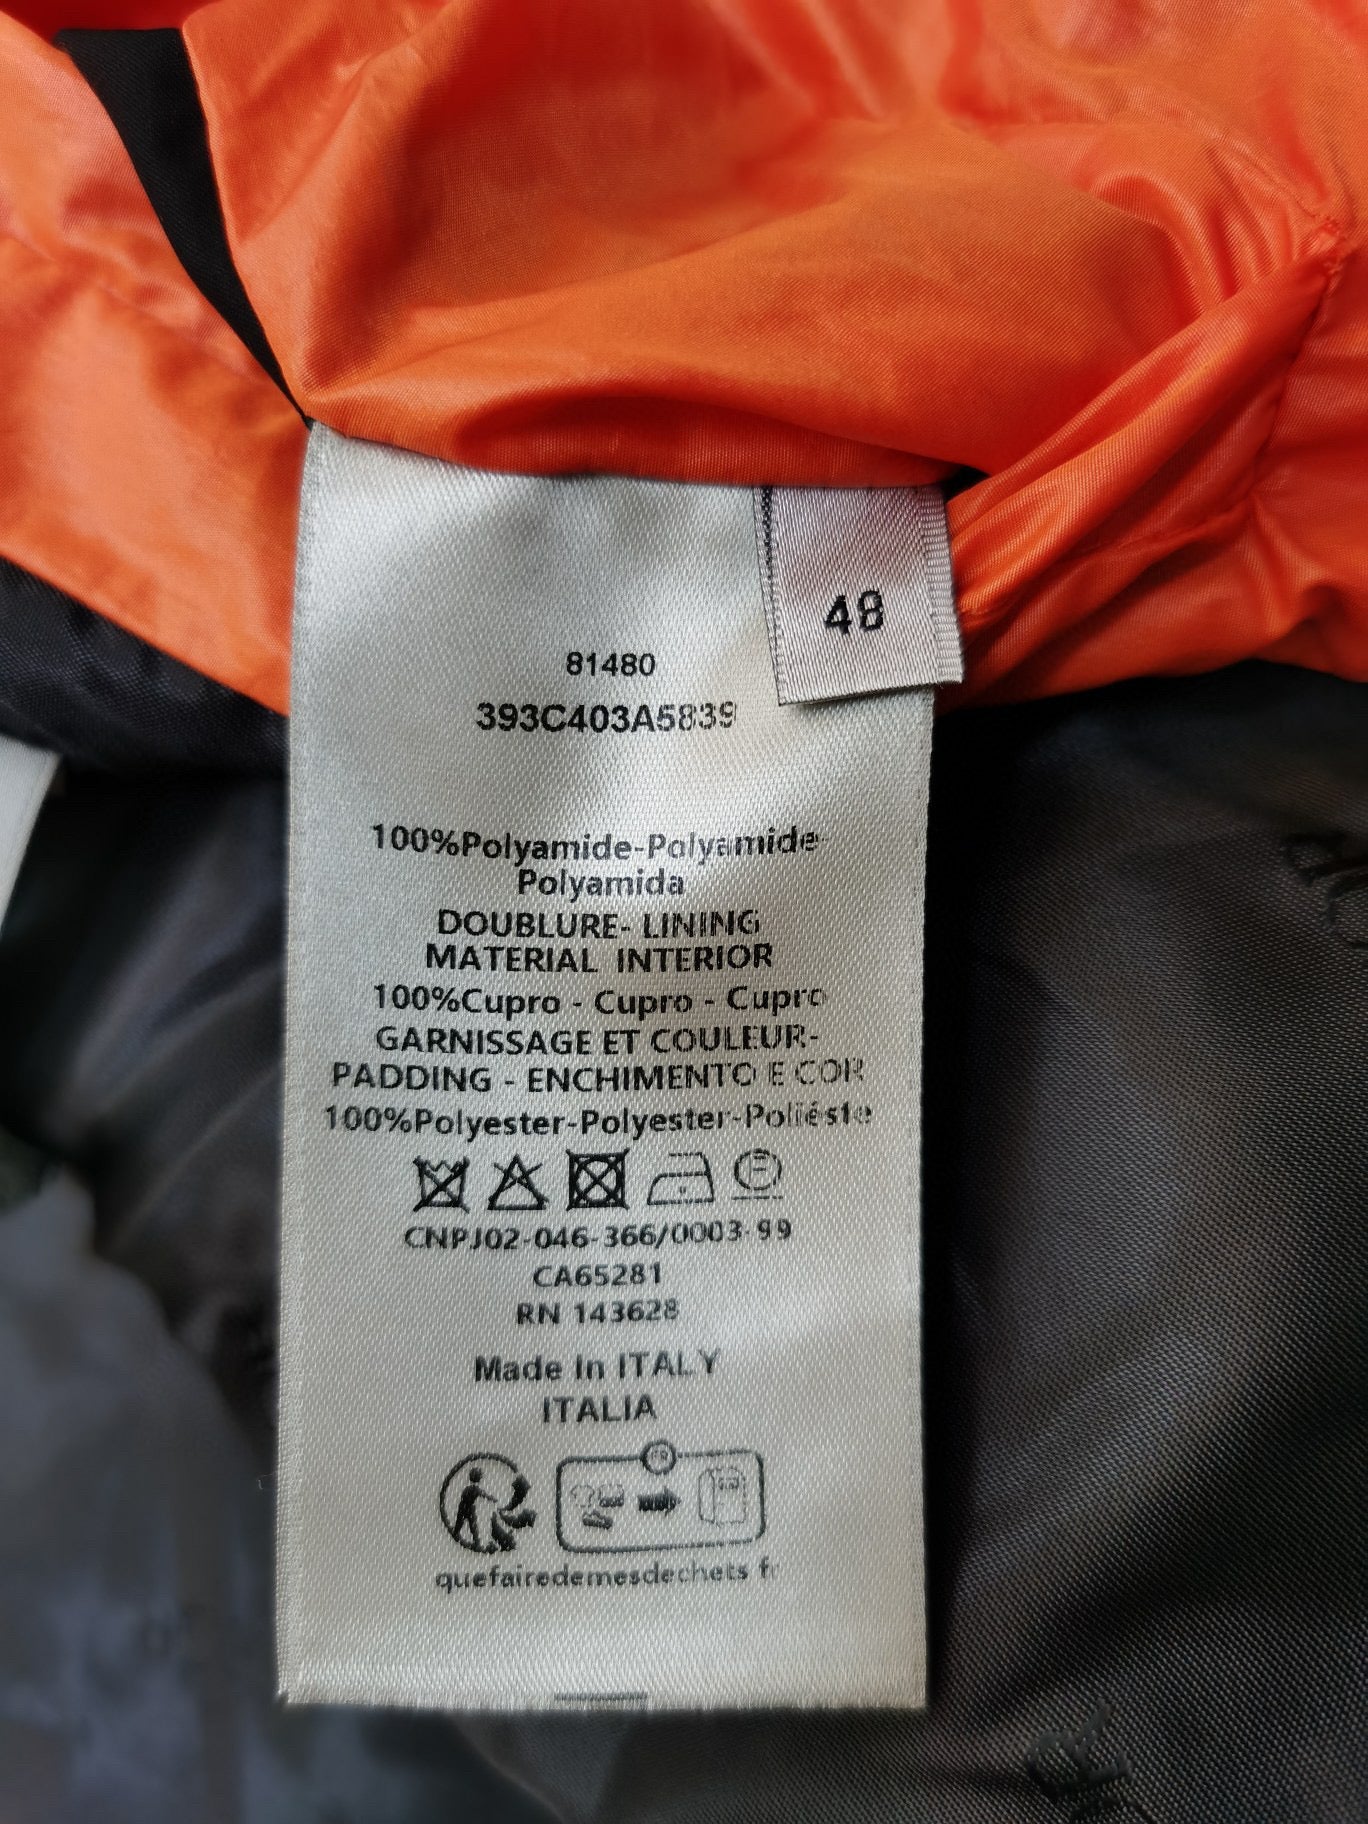 48
81480
393C403A5839
100%Polyamide-Polyamide-
Polyamida
DOUBLURE- LINING
MATERIAL INTERIOR
100%Cupro - Cupro - Cupro
GARNISSAGE ET COULEUR-
PADDING - ENCHIMENTO E COR
100%Polyester-Polyester-Poliéste
CNPJ02-046-366/0003-99
CA65281
RN 143628
Made In ITALY
ITALIA
FR
quefairedemesdechets fr